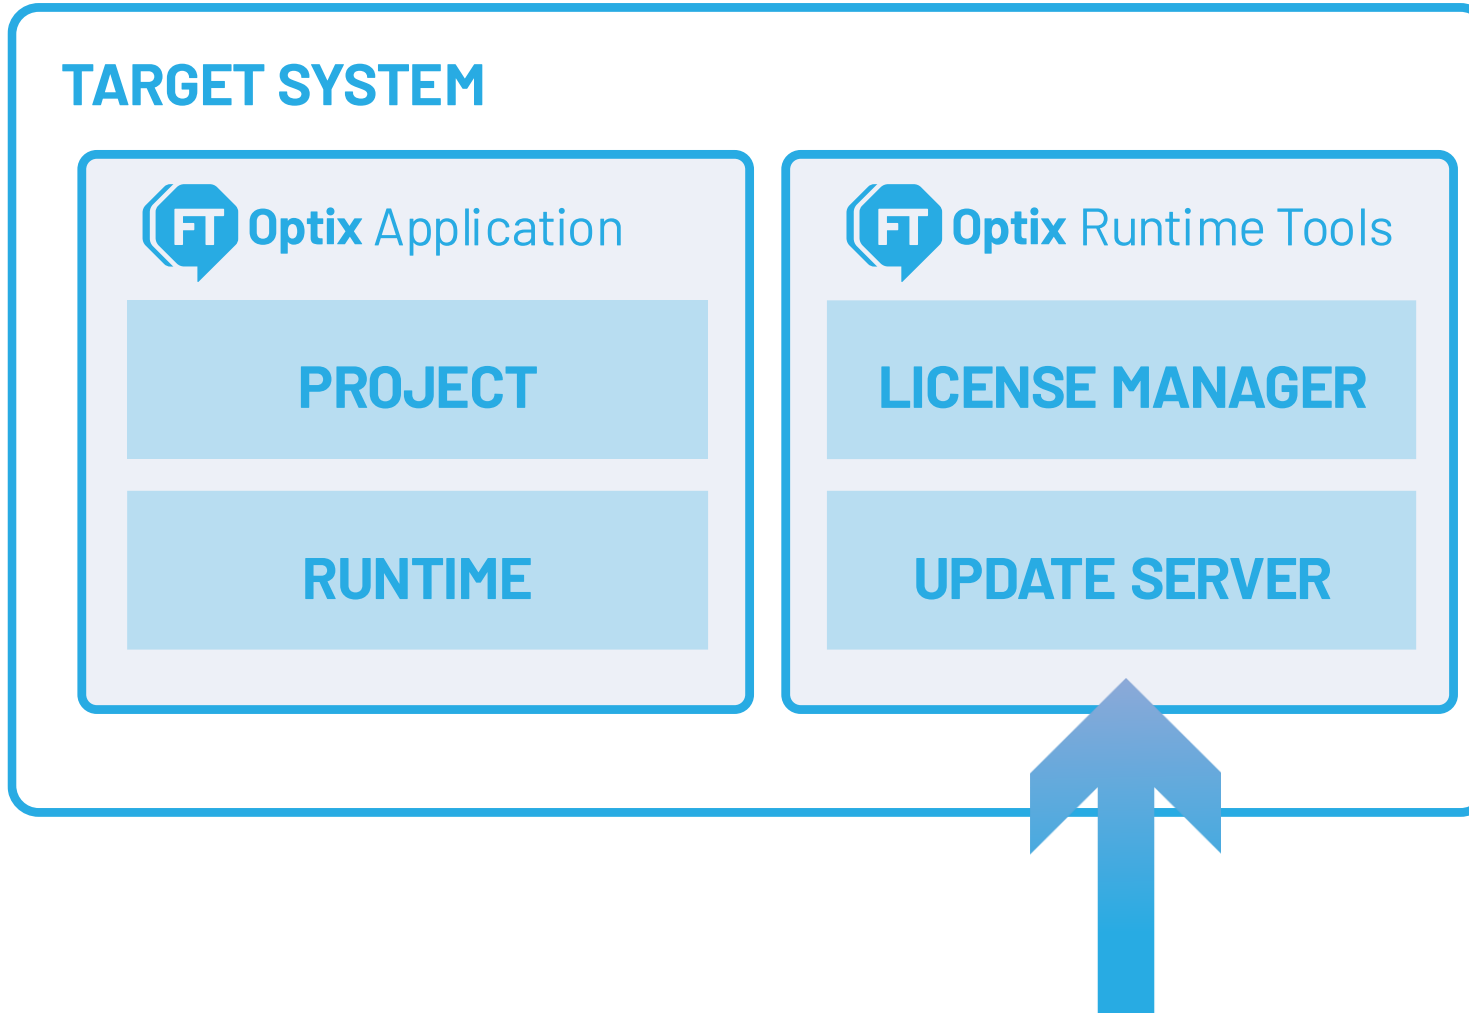 TARGET SYSTEM
FT Optix Application
PROJECT
RUNTIME
FT Optix Runtime Tools
LICENSE MANAGER
UPDATE SERVER